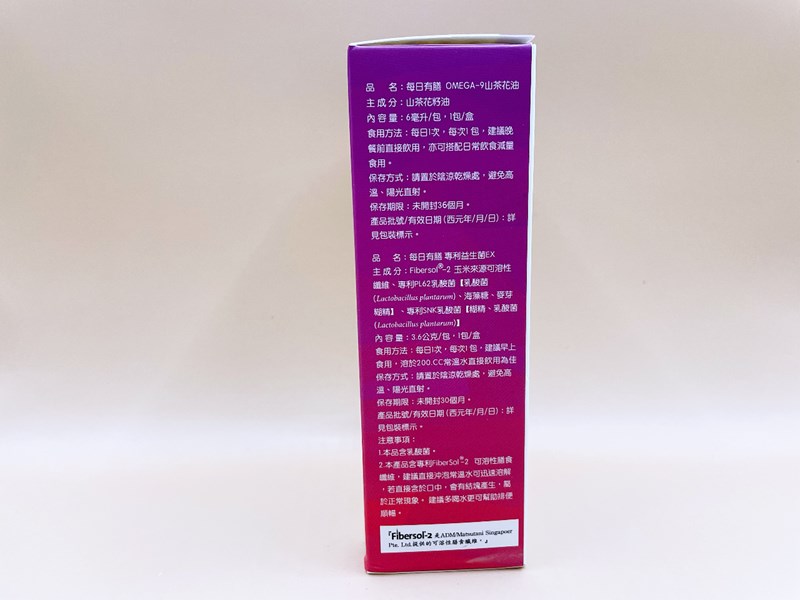 品　　名：每日有膳 OMEGA-9山茶花油
主 成 分：山茶花籽油
內 容 量：6毫升/包，1包/盒
食用方法：每日1次，每次1 包，建議晚
餐前直接飲用，亦可搭配日常飲食減量
食用。
保存方式：請置於陰涼乾燥處，避免高
溫、陽光直射。
保存期限：未開封36個月。
產品批號/有效日期 (西元年/月/日)：詳
見包裝標示。
品　　名：每日有膳 專利益生菌EX
主 成 分：Fibersol®-2 玉米來源可溶性
纖維、專利PL62乳酸菌【乳酸菌
(Lactobacillus plantarum)、海藻糖、麥芽
糊精】、專利SNK乳酸菌【糊精、乳酸菌
(Lactobacillus plantarum)】
內 容 量：3.6公克/包，1包/盒
食用方法：每日1次，每次1 包，建議早上
食用，溶於200.CC常溫水直接飲用為佳
保存方式：請置於陰涼乾燥處，避免高
溫、陽光直射。
保存期限：未開封30個月。
產品批號/有效日期 (西元年/月/日)：詳
見包裝標示。
注意事項：
1.本品含乳酸菌。
2.本產品含專利FiberSol®-2 可溶性膳食
纖維，建議直接沖泡常溫水可迅速溶解
，若直接含於口中，會有結塊產生，屬
於正常現象。 建議多喝水更可幫助排便
順暢。
「Fibersol®-2 是ADM/Matsutani Singapoer
Pte. Ltd.提供的可溶性膳食纖維。」